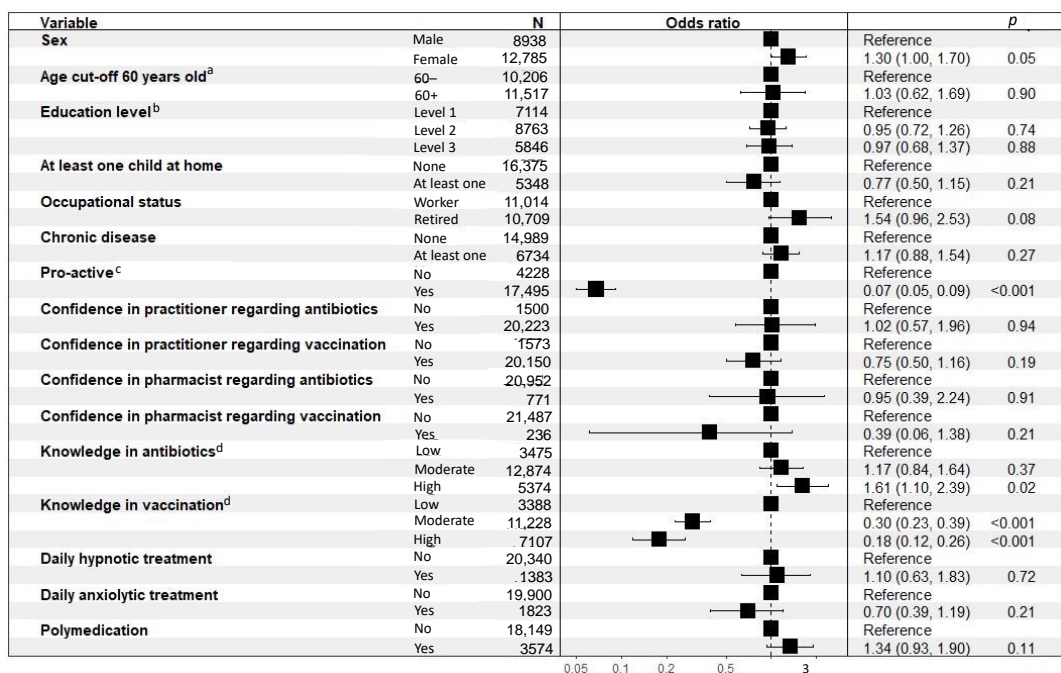 Variable N Odds ratio p
Sex Male 8938 Reference
Female 12,785 1.30 (1.00, 1.70) 0.05
Age cut-off 60 years old a 60– 10,206 Reference
60+ 11,517 1.03 (0.62, 1.69) 0.90
Education level b Level 1 7114 Reference
Level 2 8763 0.95 (0.72, 1.26) 0.74
Level 3 5846 0.97 (0.68, 1.37) 0.88
At least one child at home None 16,375 Reference
At least one 5348 0.77 (0.50, 1.15) 0.21
Occupational status Worker 11,014 Reference
Retired 10,709 1.54 (0.96, 2.53) 0.08
Chronic disease None 14,989 Reference
At least one 6734 1.17 (0.88, 1.54) 0.27
Pro-active c No 4228 Reference
Yes 17,495 0.07 (0.05, 0.09) <0.001
Confidence in practitioner regarding antibiotics No 1500 Reference
Yes 20,223 1.02 (0.57, 1.96) 0.94
Confidence in practitioner regarding vaccination No 1573 Reference
Yes 20,150 0.75 (0.50, 1.16) 0.19
Confidence in pharmacist regarding antibiotics No 20,952 Reference
Yes 771 0.95 (0.39, 2.24) 0.91
Confidence in pharmacist regarding vaccination No 21,487 Reference
Yes 236 0.39 (0.06, 1.38) 0.21
Knowledge in antibiotics d Low 3475 Reference
Moderate 12,874 1.17 (0.84, 1.64) 0.37
High 5374 1.61 (1.10, 2.39) 0.02
Knowledge in vaccination d Low 3388 Reference
Moderate 11,228 0.30 (0.23, 0.39) <0.001
High 7107 0.18 (0.12, 0.26) <0.001
Daily hypnotic treatment No 20,340 Reference
Yes 1383 1.10 (0.63, 1.83) 0.72
Daily anxiolytic treatment No 19,900 Reference
Yes 1823 0.70 (0.39, 1.19) 0.21
Polymedication No 18,149 Reference
Yes 3574 1.34 (0.93, 1.90) 0.11
0.05 0.1 0.2 0.5 1 3